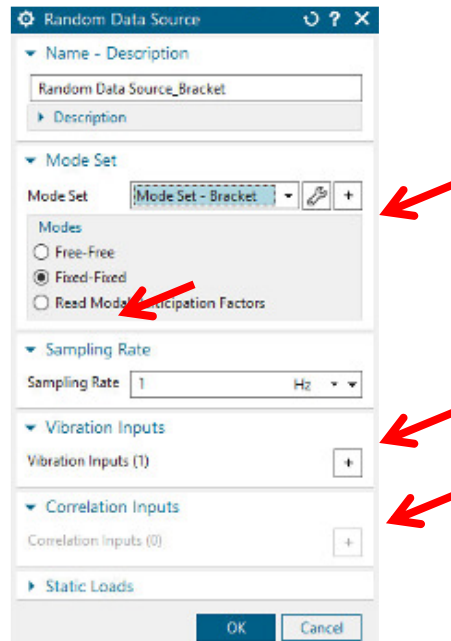 Random Data Source
Name - Description
Random Data Source_Bracket
Description
Mode Set
Mode Set Mode Set - Bracket
Modes
Free-Free
Fixed-Fixed
Read Modal Participation Factors
Sampling Rate
Sampling Rate 1 Hz
Vibration Inputs
Vibration Inputs (1)
Correlation Inputs
Correlation Inputs (0)
Static Loads
OK Cancel